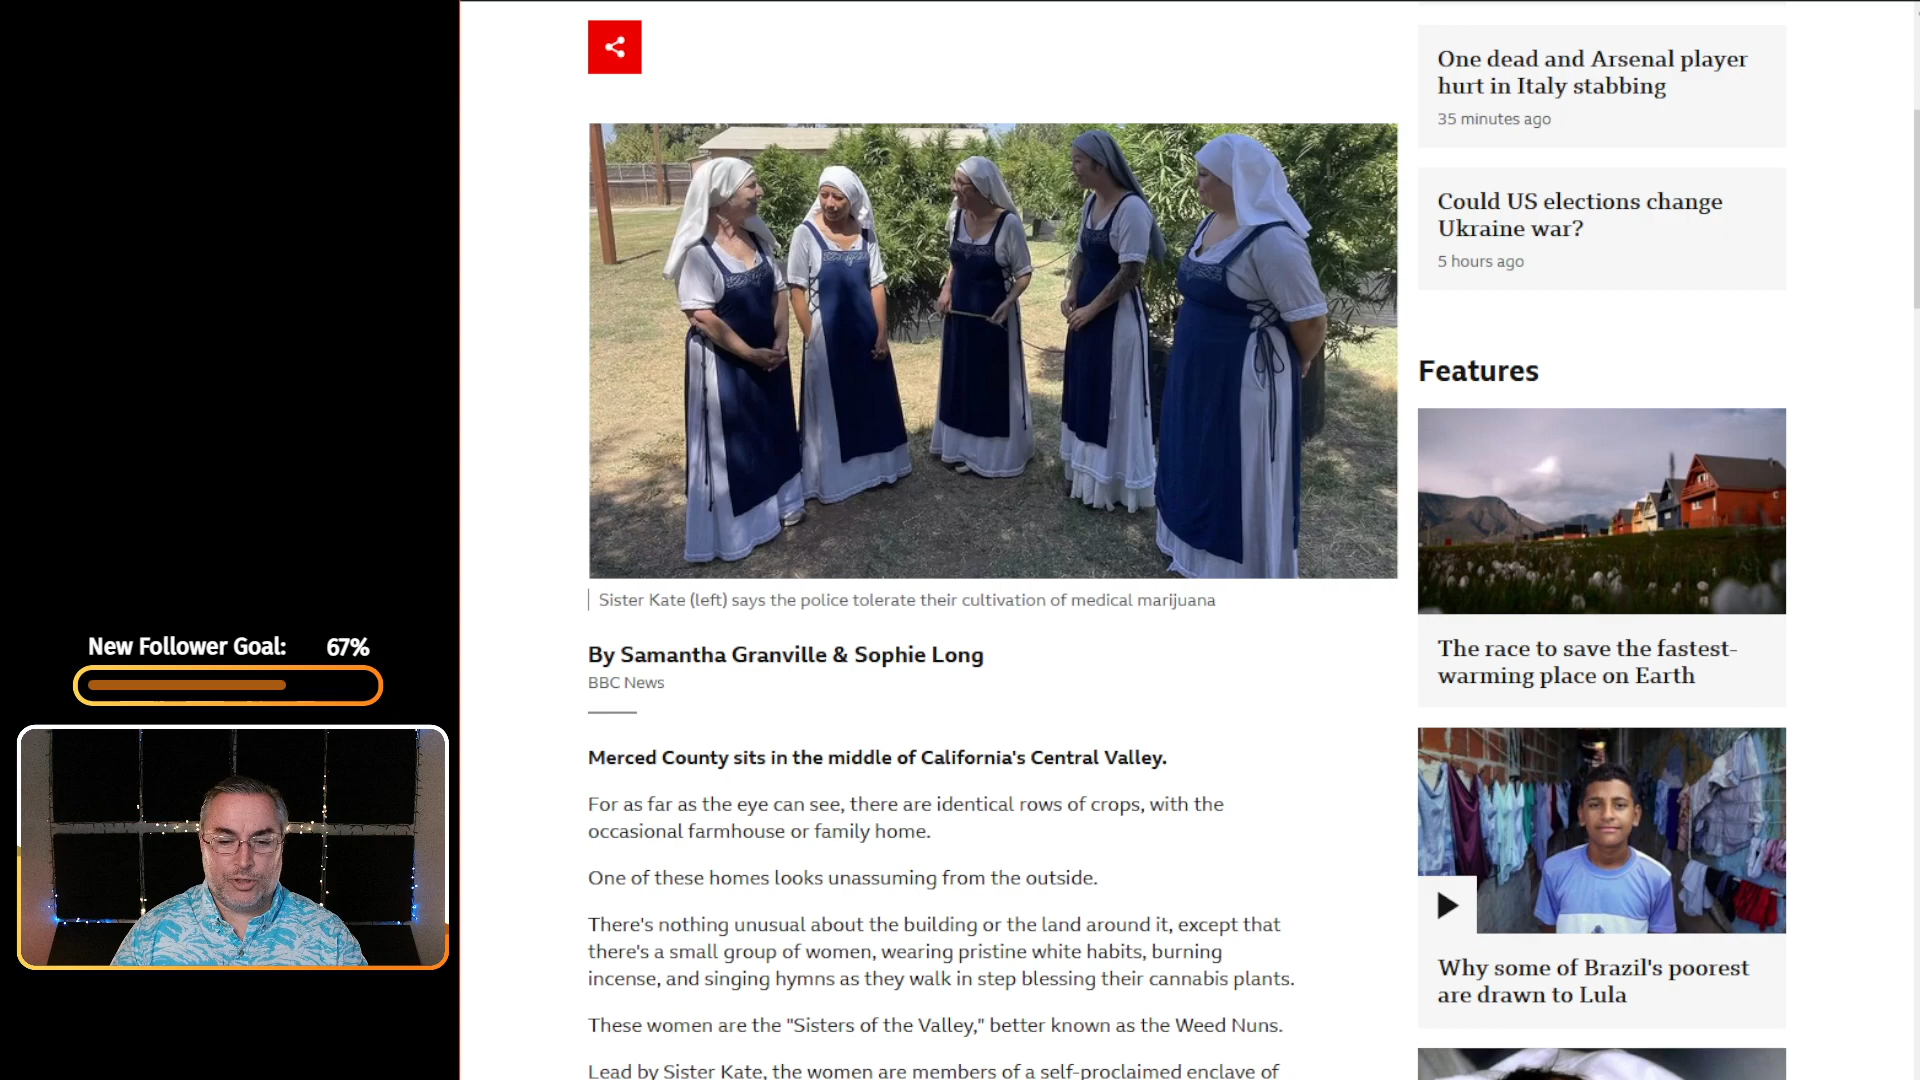 One dead and Arsenal player
hurt in Italy stabbing
35 minutes ago
Could US elections change
Ukraine war?
5 hours ago
Features
The race to save the fastest-
warming place on Earth
Why some of Brazil's poorest
are drawn to Lula
Sister Kate (left) says the police tolerate their cultivation of medical marijuana
By Samantha Granville & Sophie Long
BBC News
Merced County sits in the middle of California's Central Valley.
For as far as the eye can see, there are identical rows of crops, with the
occasional farmhouse or family home.
One of these homes looks unassuming from the outside.
There's nothing unusual about the building or the land around it, except that
there's a small group of women, wearing pristine white habits, burning
incense, and singing hymns as they walk in step blessing their cannabis plants.
These women are the "Sisters of the Valley," better known as the Weed Nuns.
Lead by Sister Kate, the women are members of a self-proclaimed enclave of
New Follower Goal: 67%